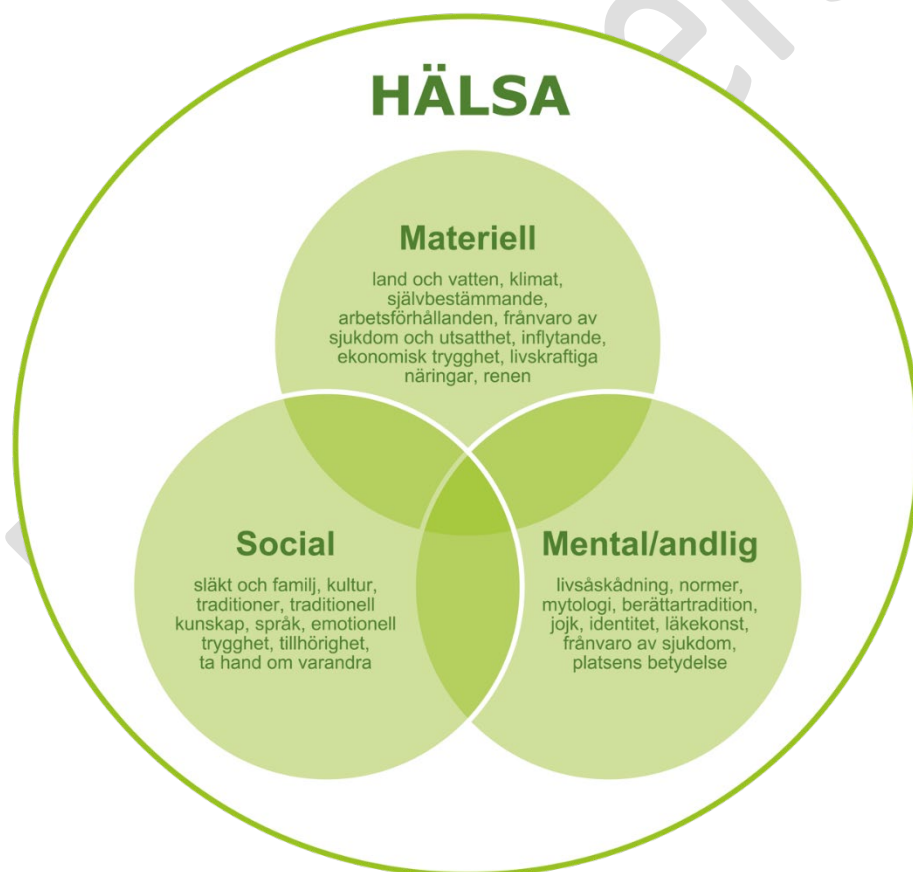 HÄLSA
Materiell
land och vatten, klimat,
självbestämmande,
arbetsförhållanden, frånvaro av
sjukdom och utsatthet, inflytande,
ekonomisk trygghet, livskraftiga
näringar, renen
Social
släkt och familj, kultur,
traditioner, traditionell
kunskap, språk, emotionell
trygghet, tillhörighet,
ta hand om varandra
Mental/andlig
livsåskådning, normer,
mytologi, berättartradition,
jojk, identitet, läkekonst,
frånvaro av sjukdom,
platsens betydelse